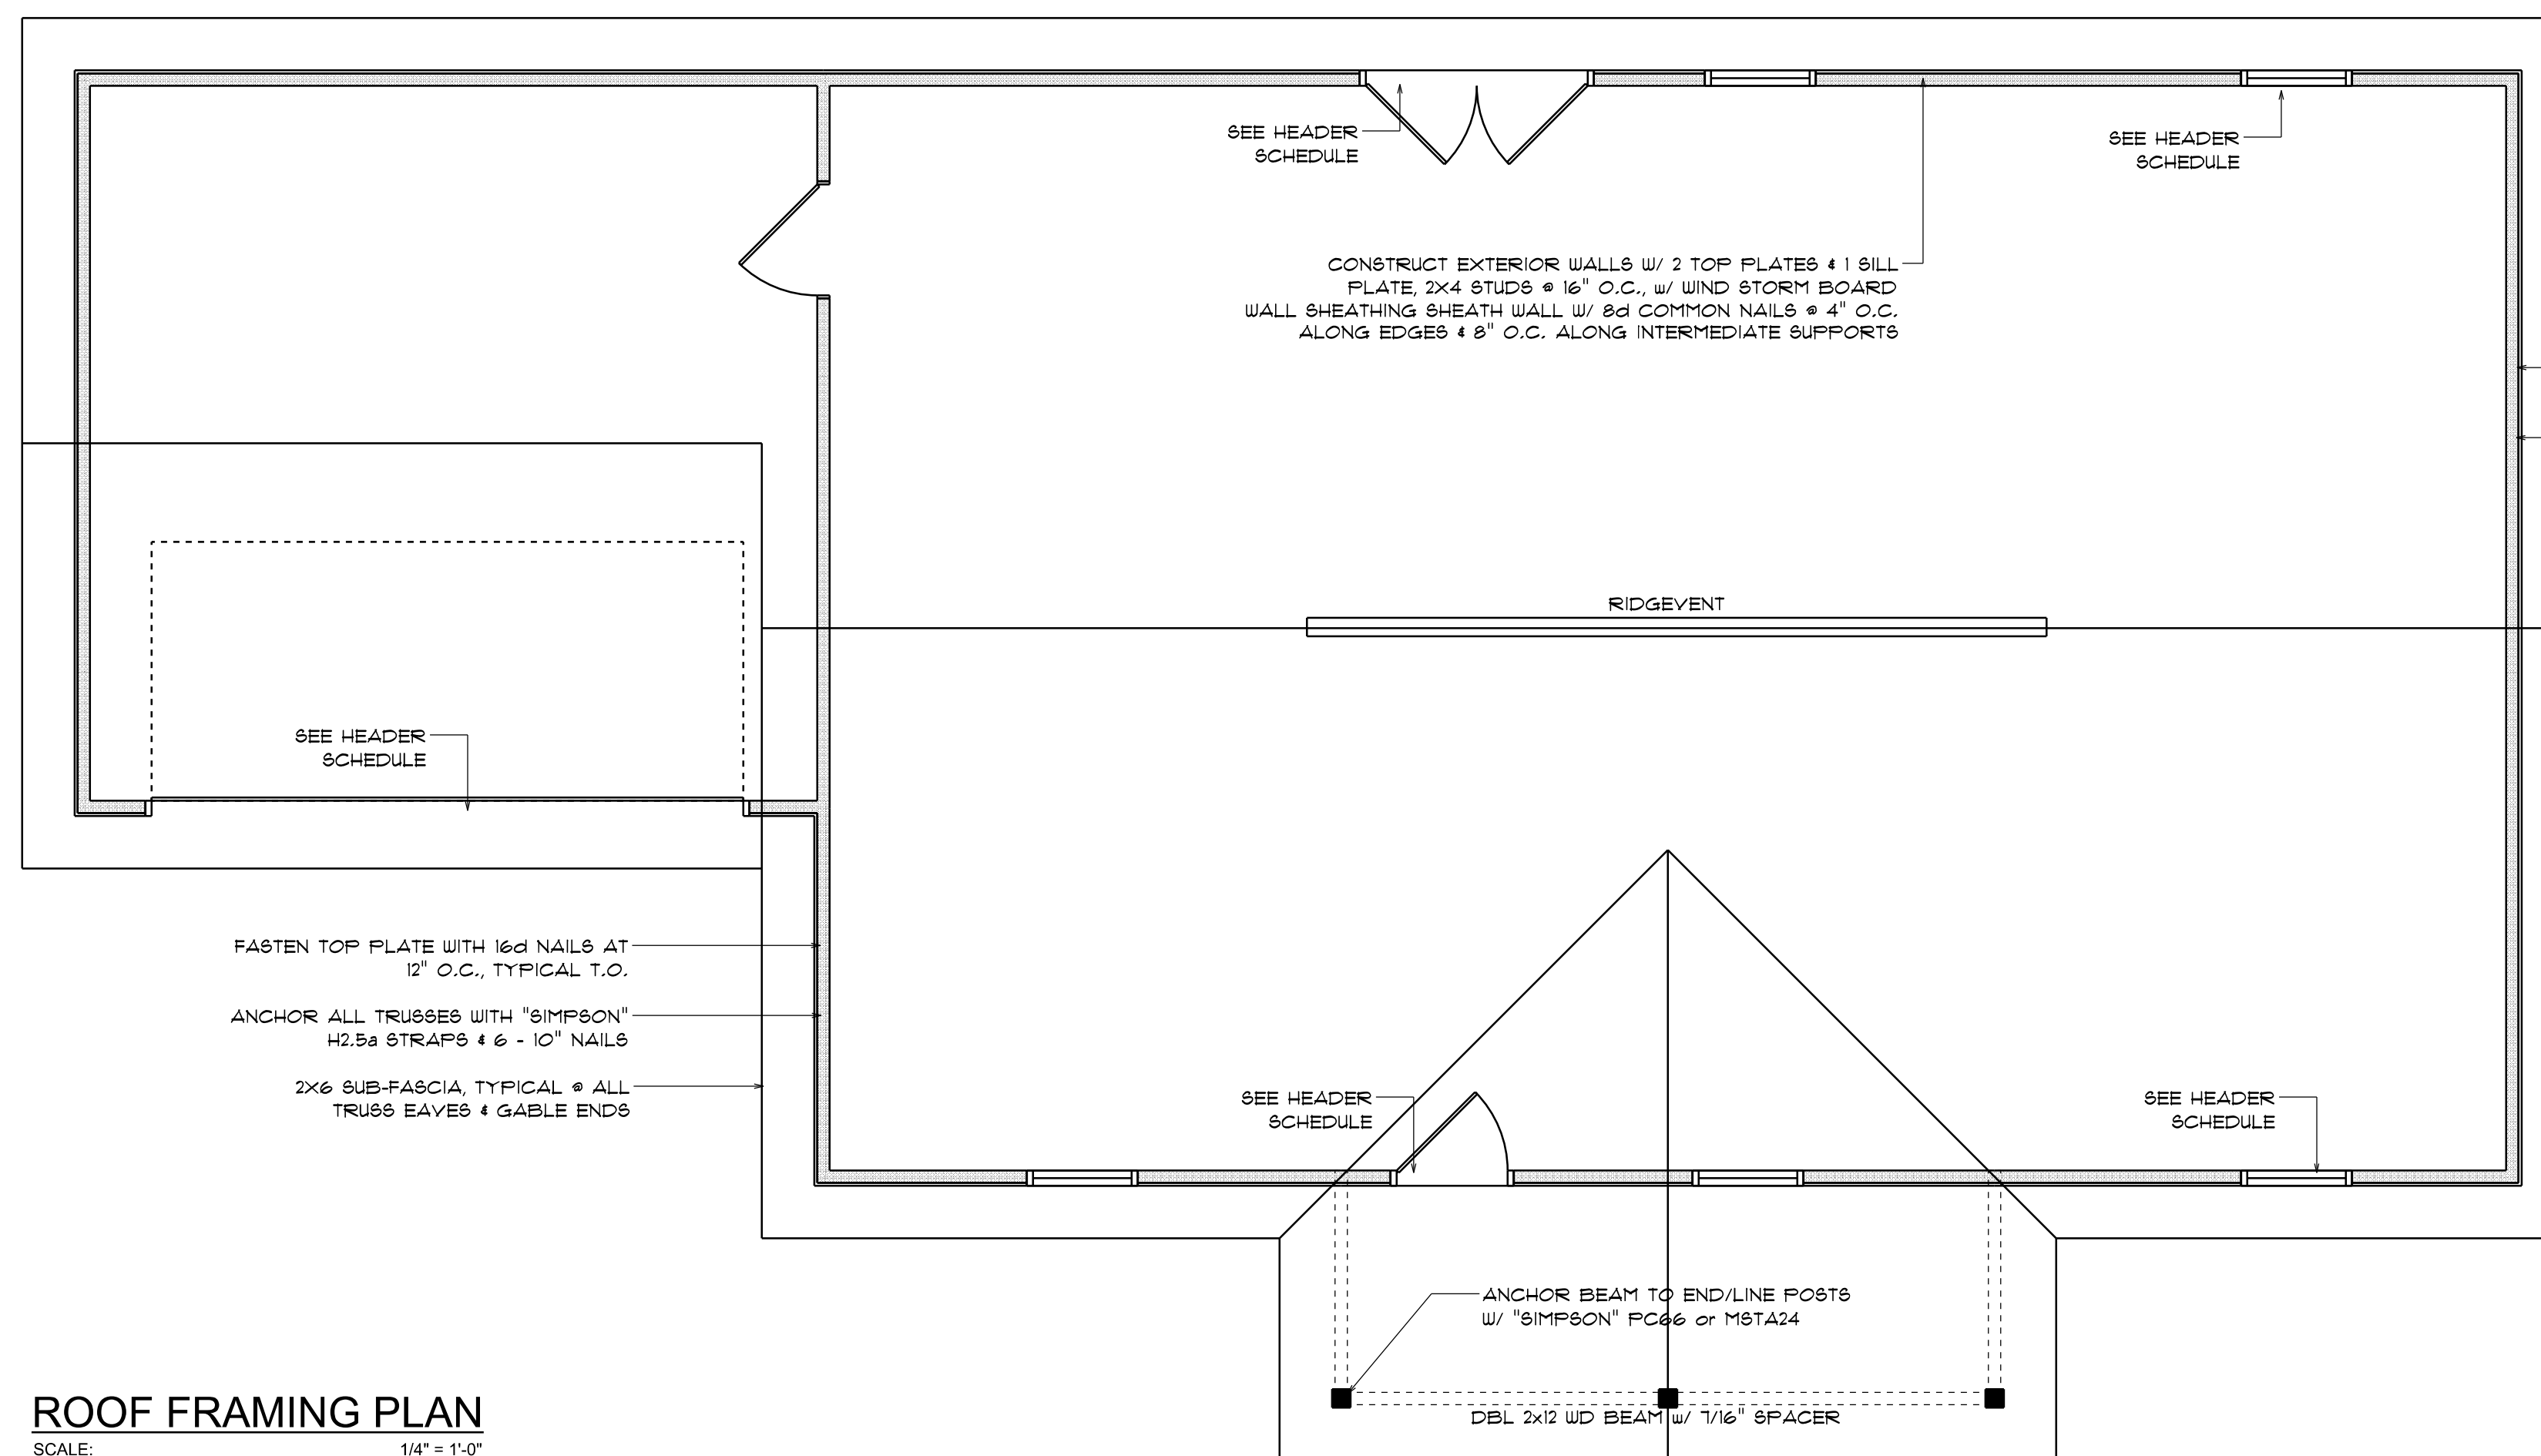 SEE HEADER
SCHEDULE
SEE HEADER
SCHEDULE
CONSTRUCT EXTERIOR WALLS W/ 2 TOP PLATES & 1 SILL
PLATE, 2X4 STUDS @ 16" O.C., w/ WIND STORM BOARD
WALL SHEATHING SHEATH WALL W/ 8d COMMON NAILS @ 4" O.C.
ALONG EDGES & 8" O.C. ALONG INTERMEDIATE SUPPORTS
RIDGEVENT
SEE HEADER
SCHEDULE
FASTEN TOP PLATE WITH 16d NAILS AT
12" O.C., TYPICAL T.O.
ANCHOR ALL TRUSSES WITH "SIMPSON"
H2.5a STRAPS & 6 - 10" NAILS
2X6 SUB-FASCIA, TYPICAL @ ALL
TRUSS EAVES & GABLE ENDS
SEE HEADER
SCHEDULE
SEE HEADER
SCHEDULE
ANCHOR BEAM TO END/LINE POSTS
W/ "SIMPSON" PC66 or MSTA24
DBL 2x12 WD BEAM w/ 7/16" SPACER
ROOF FRAMING PLAN
SCALE: 1/4" = 1'-0"